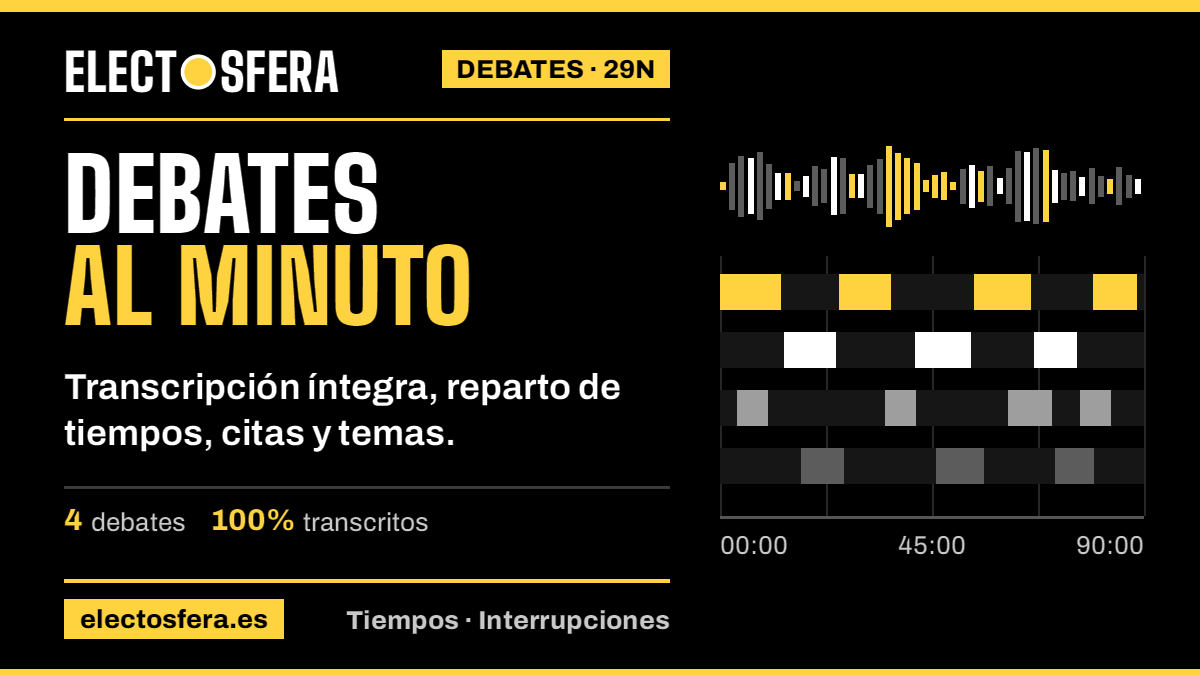 ELECTOSFERA
DEBATES · 29N
DEBATES
AL MINUTO
Transcripción íntegra, reparto de
tiempos, citas y temas.
4 debates 100% transcritos
electosfera.es
Tiempos · Interrupciones
00:00 45:00 90:00